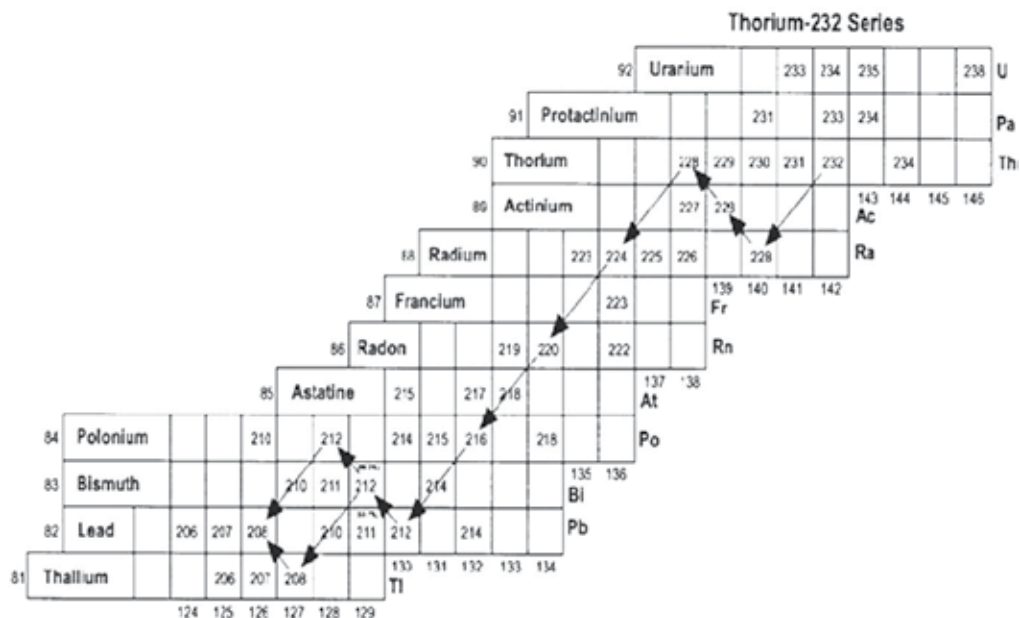 Thorium-232 Series
92 Uranium 233 234 235 238 U
91 Protactinium 231 233 234 Pa
90 Thorium 228 229 230 231 232 234 Th
89 Actinium 227 228 143 144 145 146
Ac
88 Radium 223 224 225 226 228 Ra
87 Francium 223 139 140 141 142
Fr
86 Radon 219 220 222 Rn
85 Astatine 215 217 218 137 138
At
84 Polonium 210 212 214 215 216 218 Po
83 Bismuth 210 211 212 214 135 136
Bi
82 Lead 206 207 208 210 211 212 214 Pb
81 Thallium 206 207 208 130 131 132 133 134
Tl
124 125 126 127 128 129